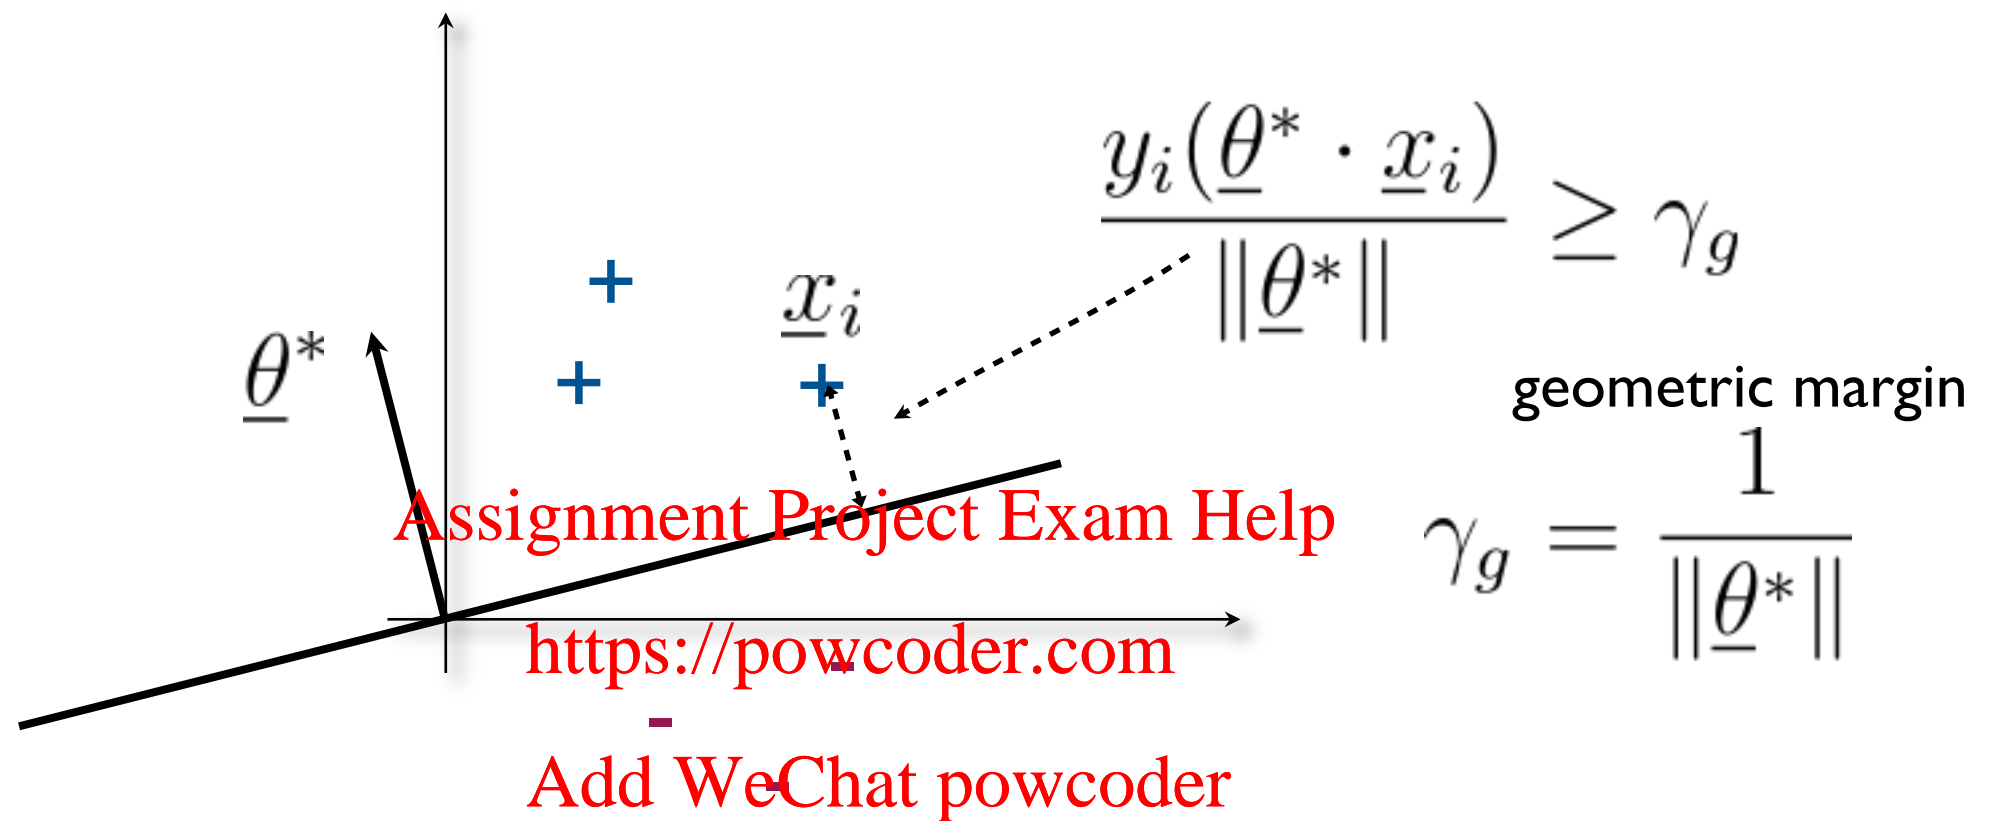 y_i(θ* · x_i)
‖θ*‖
≥ γ_g
x_i
θ*
geometric margin
γ_g = 1
‖θ*‖
Assignment Project Exam Help
https://powcoder.com
Add WeChat powcoder